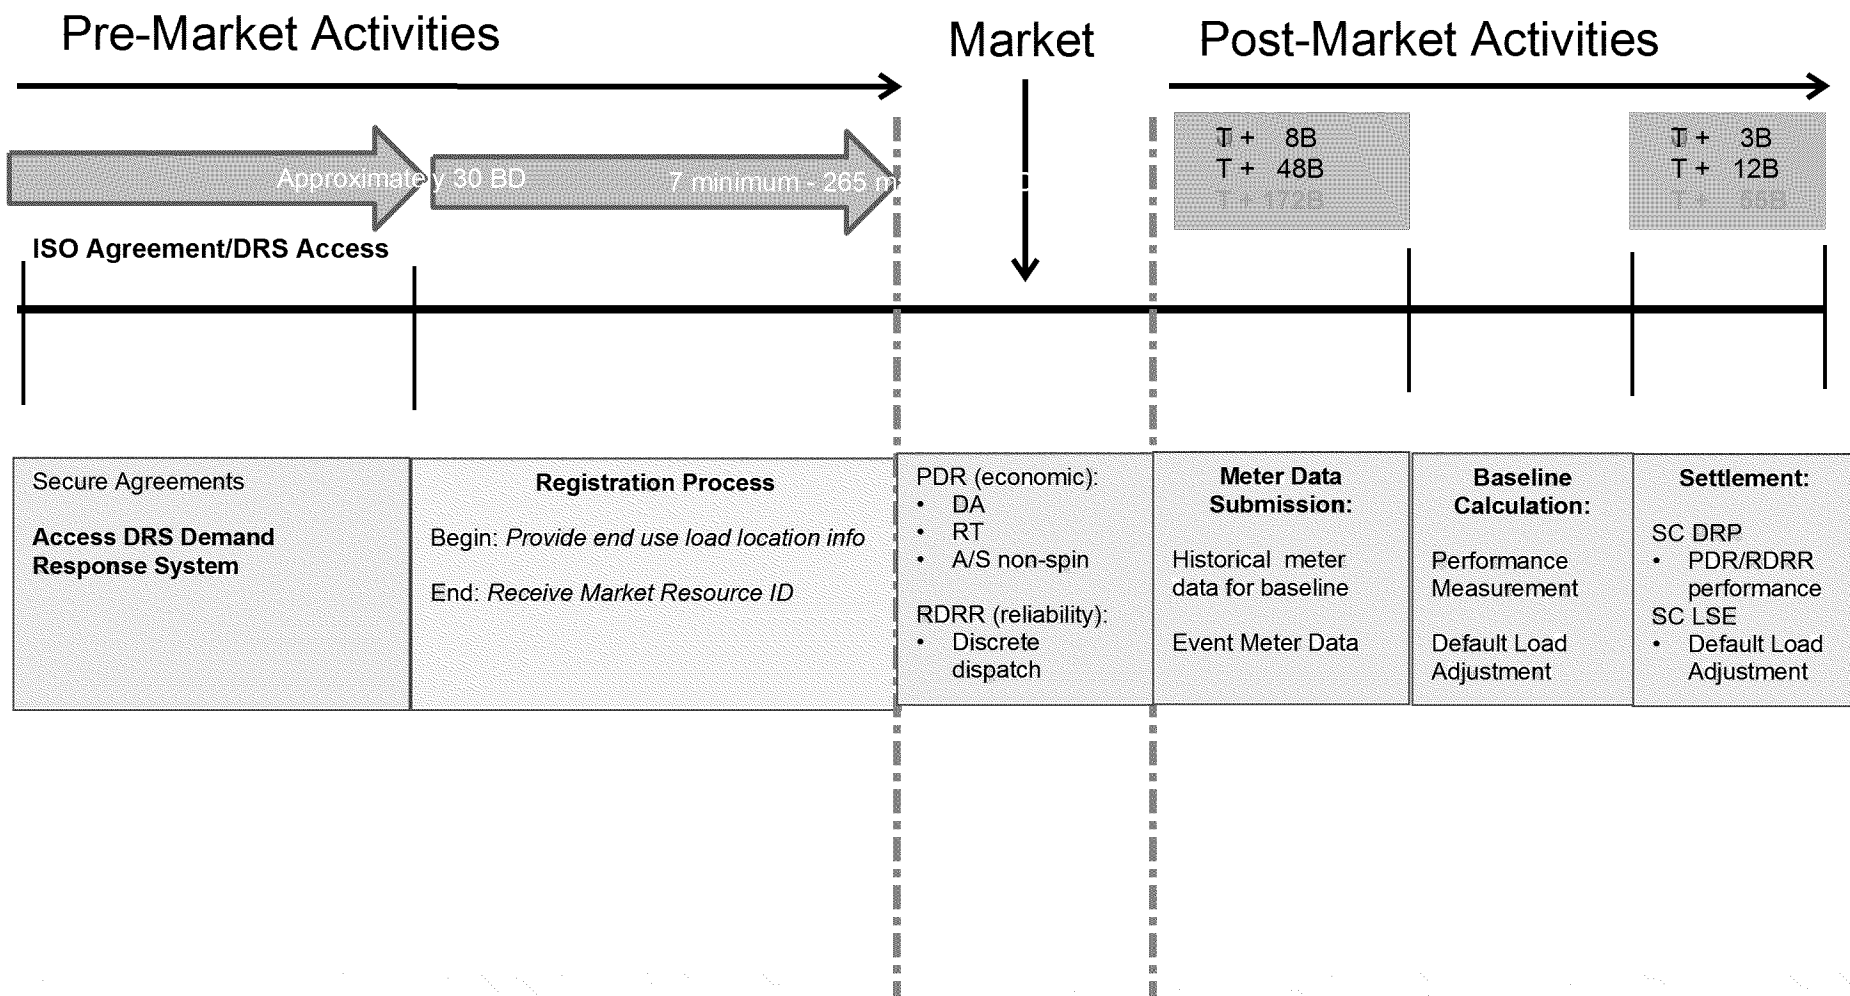 Pre-Market Activities
Market
Post-Market Activities
Approximately 30 BD
7 minimum - 265 m
T + 8B
T + 48B
T + 172B
T + 3B
T + 12B
T + 55B
ISO Agreement/DRS Access
Secure Agreements
Access DRS Demand
Response System
Registration Process
Begin: Provide end use load location info
End: Receive Market Resource ID
PDR (economic):
• DA
• RT
• A/S non-spin
RDRR (reliability):
• Discrete
dispatch
Meter Data
Submission:
Historical meter
data for baseline
Event Meter Data
Baseline
Calculation:
Performance
Measurement
Default Load
Adjustment
Settlement:
SC DRP
• PDR/RDRR
performance
SC LSE
• Default Load
Adjustment